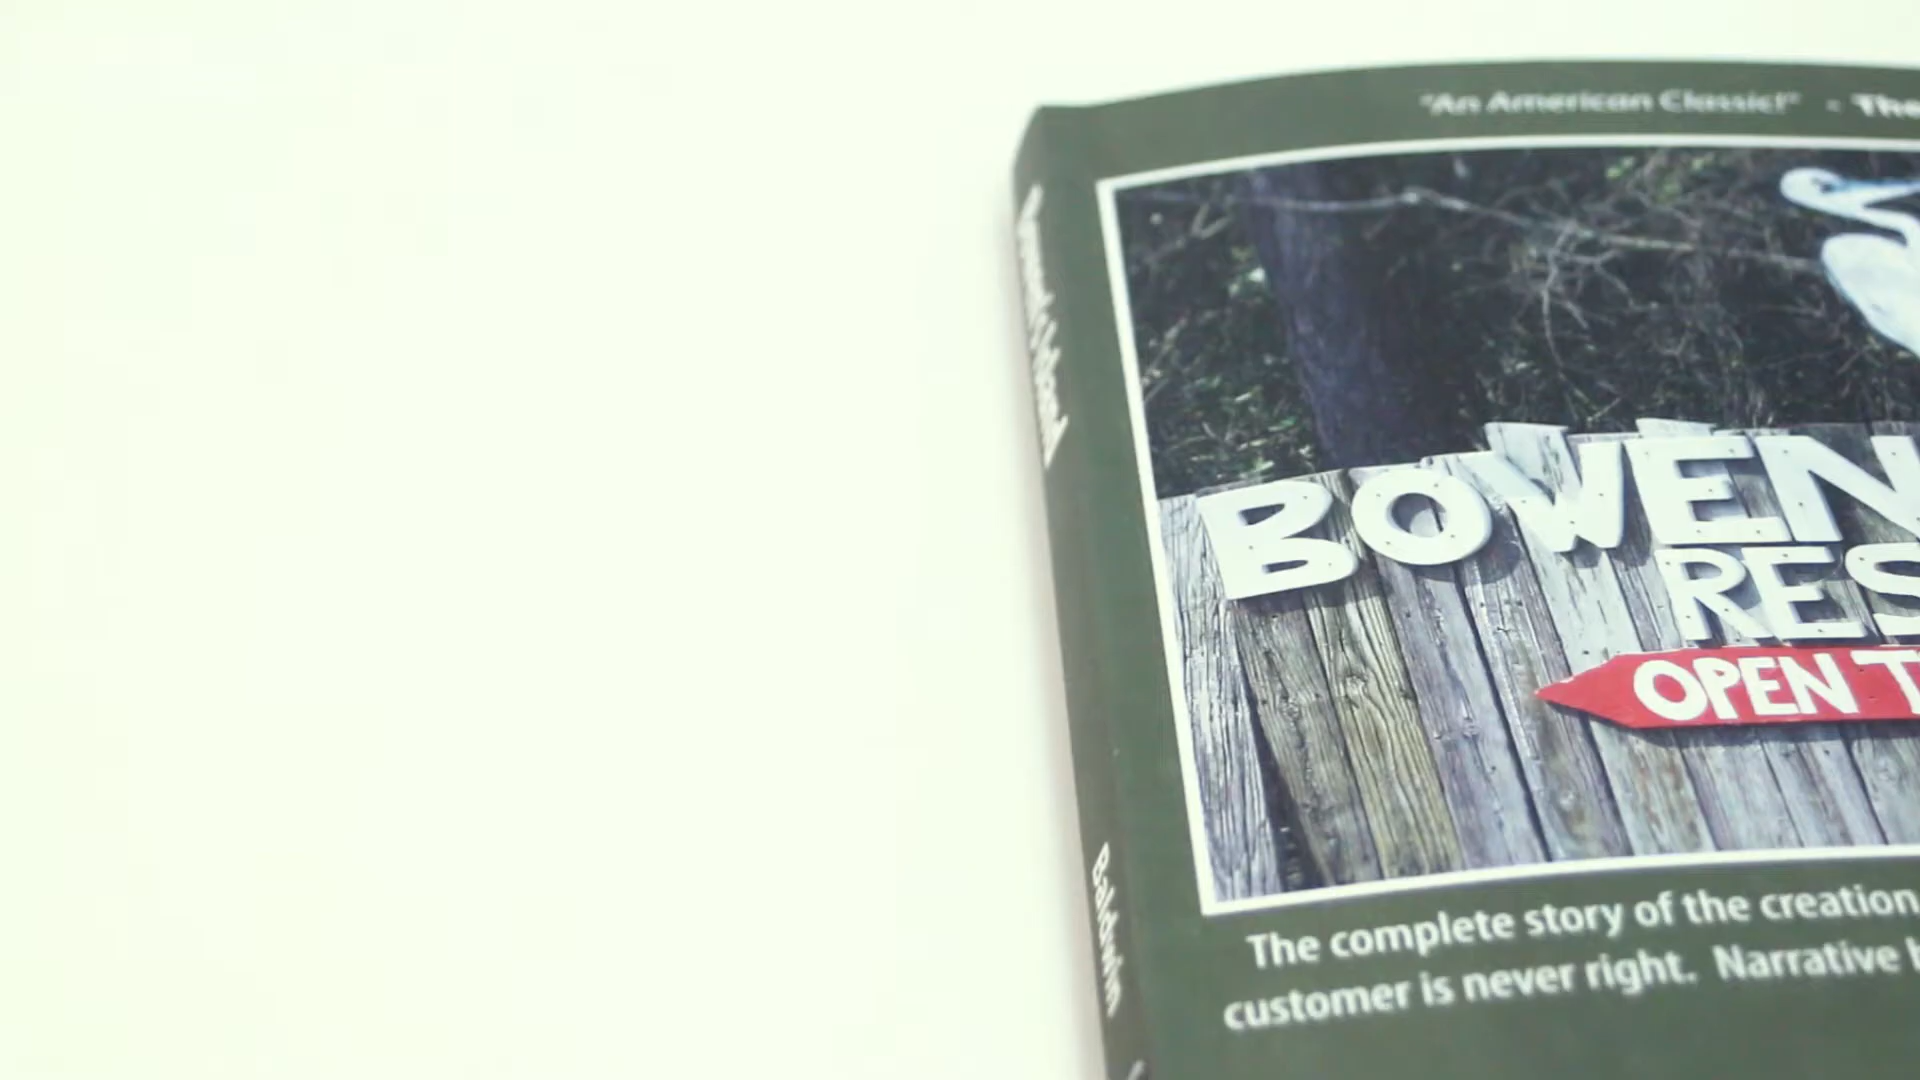 "An American Classic!" - The
BOWEN
RES
OPEN T
The complete story of the creation
customer is never right. Narrative b
Baldwin